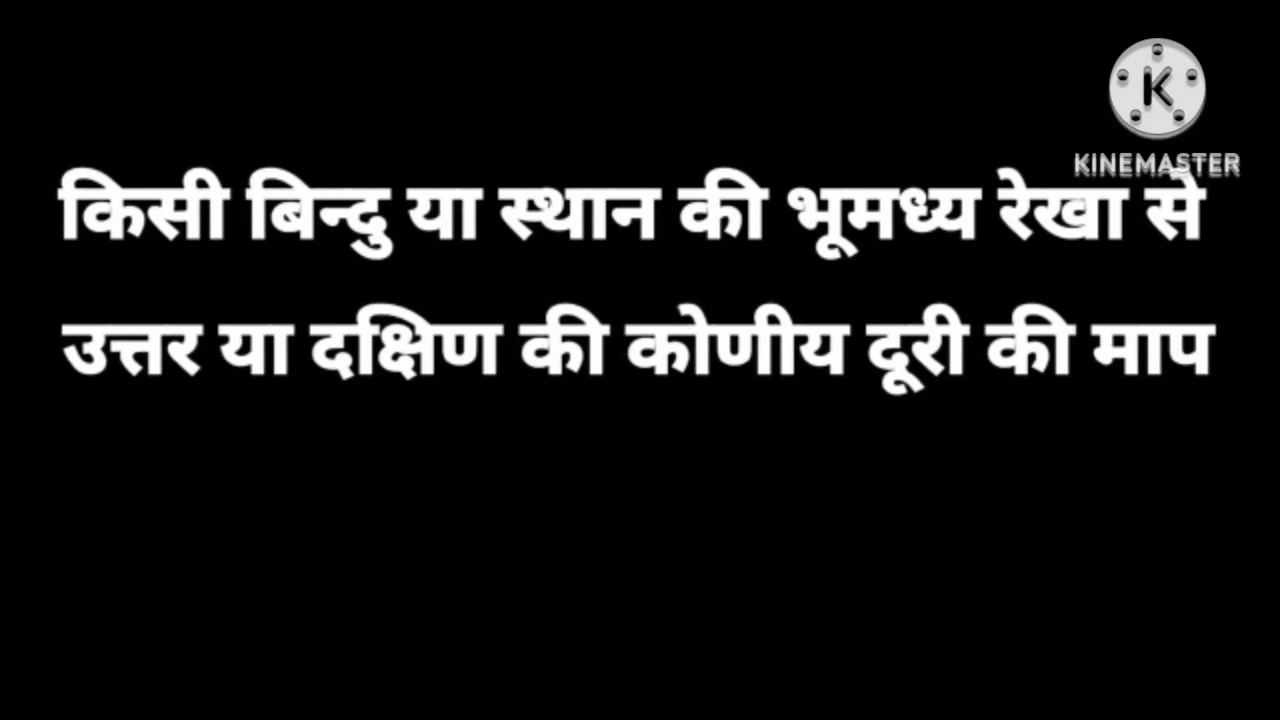 KINEMASTER
किसी बिन्दु या स्थान की भूमध्य रेखा से
उत्तर या दक्षिण की कोणीय दूरी की माप